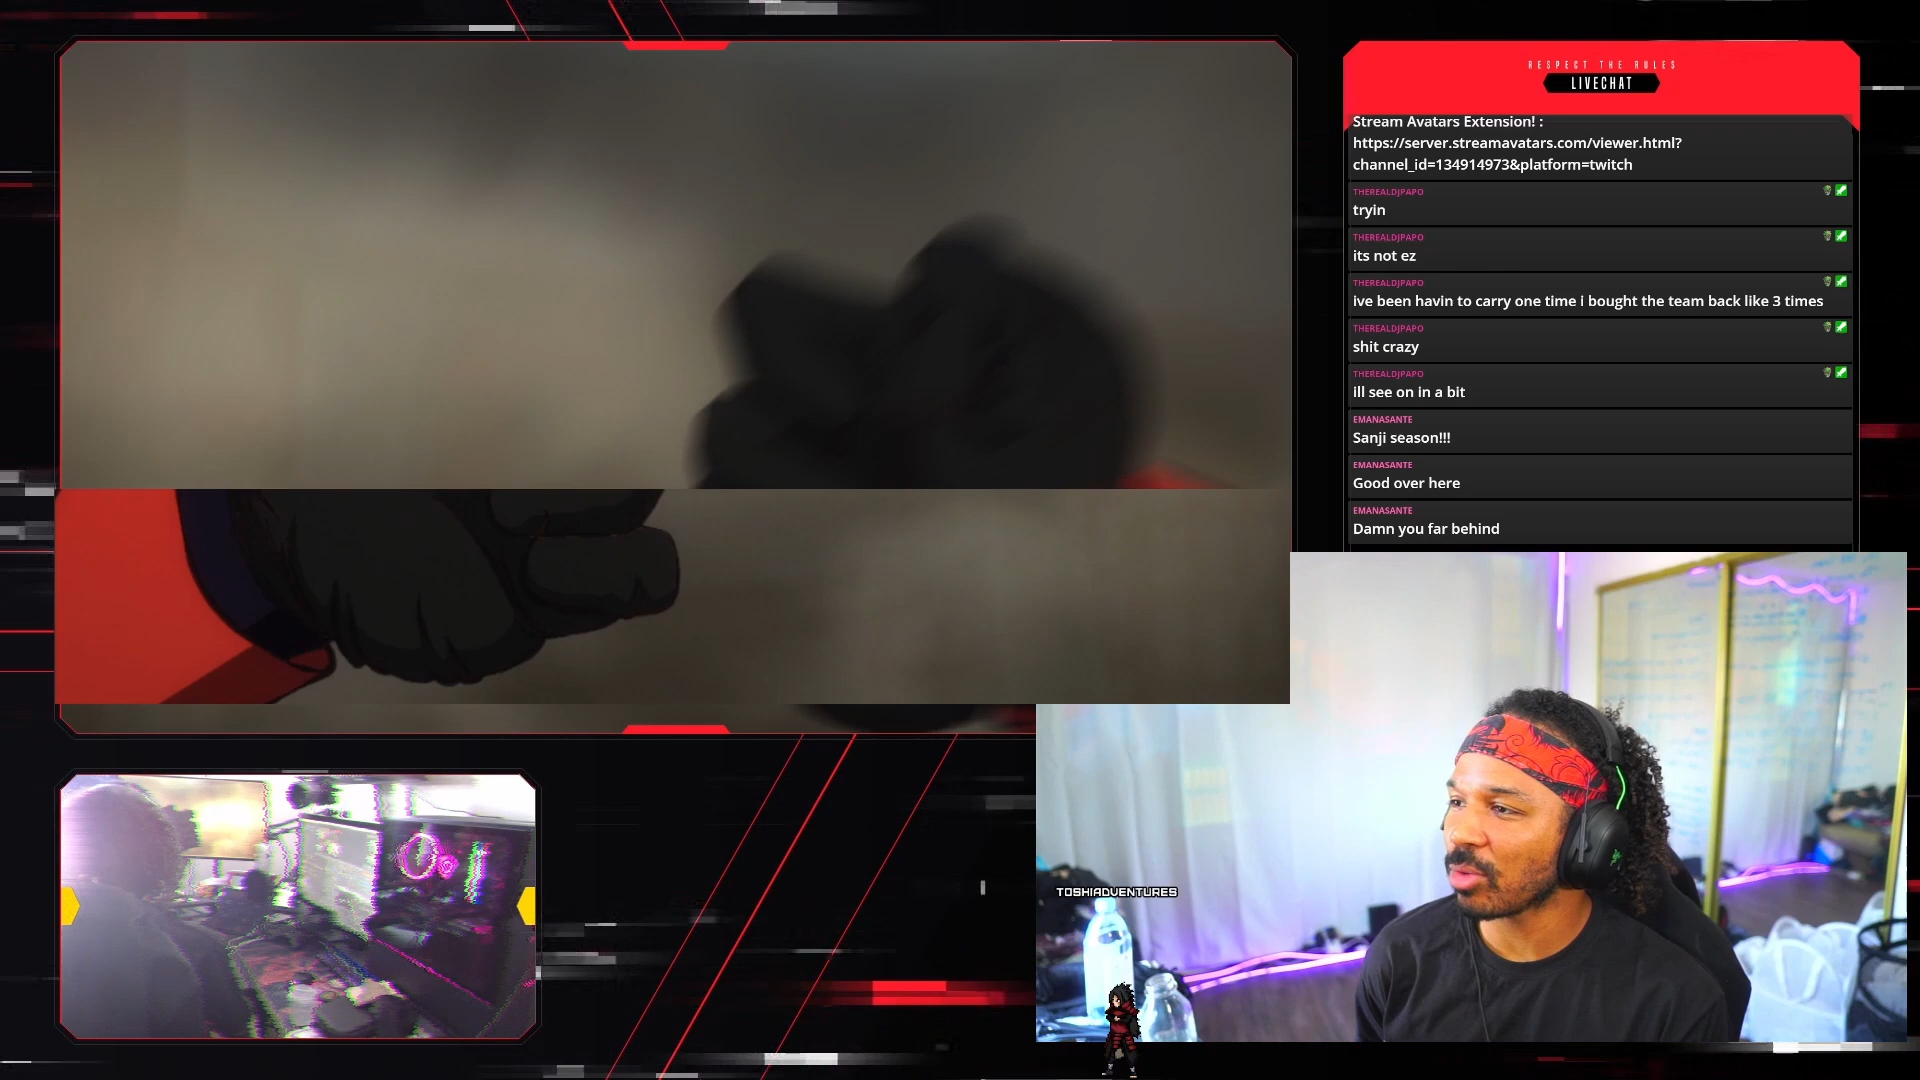 RESPECT THE RULES
LIVECHAT
Stream Avatars Extension! :
https://server.streamavatars.com/viewer.html?
channel_id=134914973&platform=twitch
THEREALDJPAPO
tryin
THEREALDJPAPO
its not ez
THEREALDJPAPO
ive been havin to carry one time i bought the team back like 3 times
THEREALDJPAPO
shit crazy
THEREALDJPAPO
ill see on in a bit
EMANASANTE
Sanji season!!!
EMANASANTE
Good over here
EMANASANTE
Damn you far behind
TOSHIADVENTURES